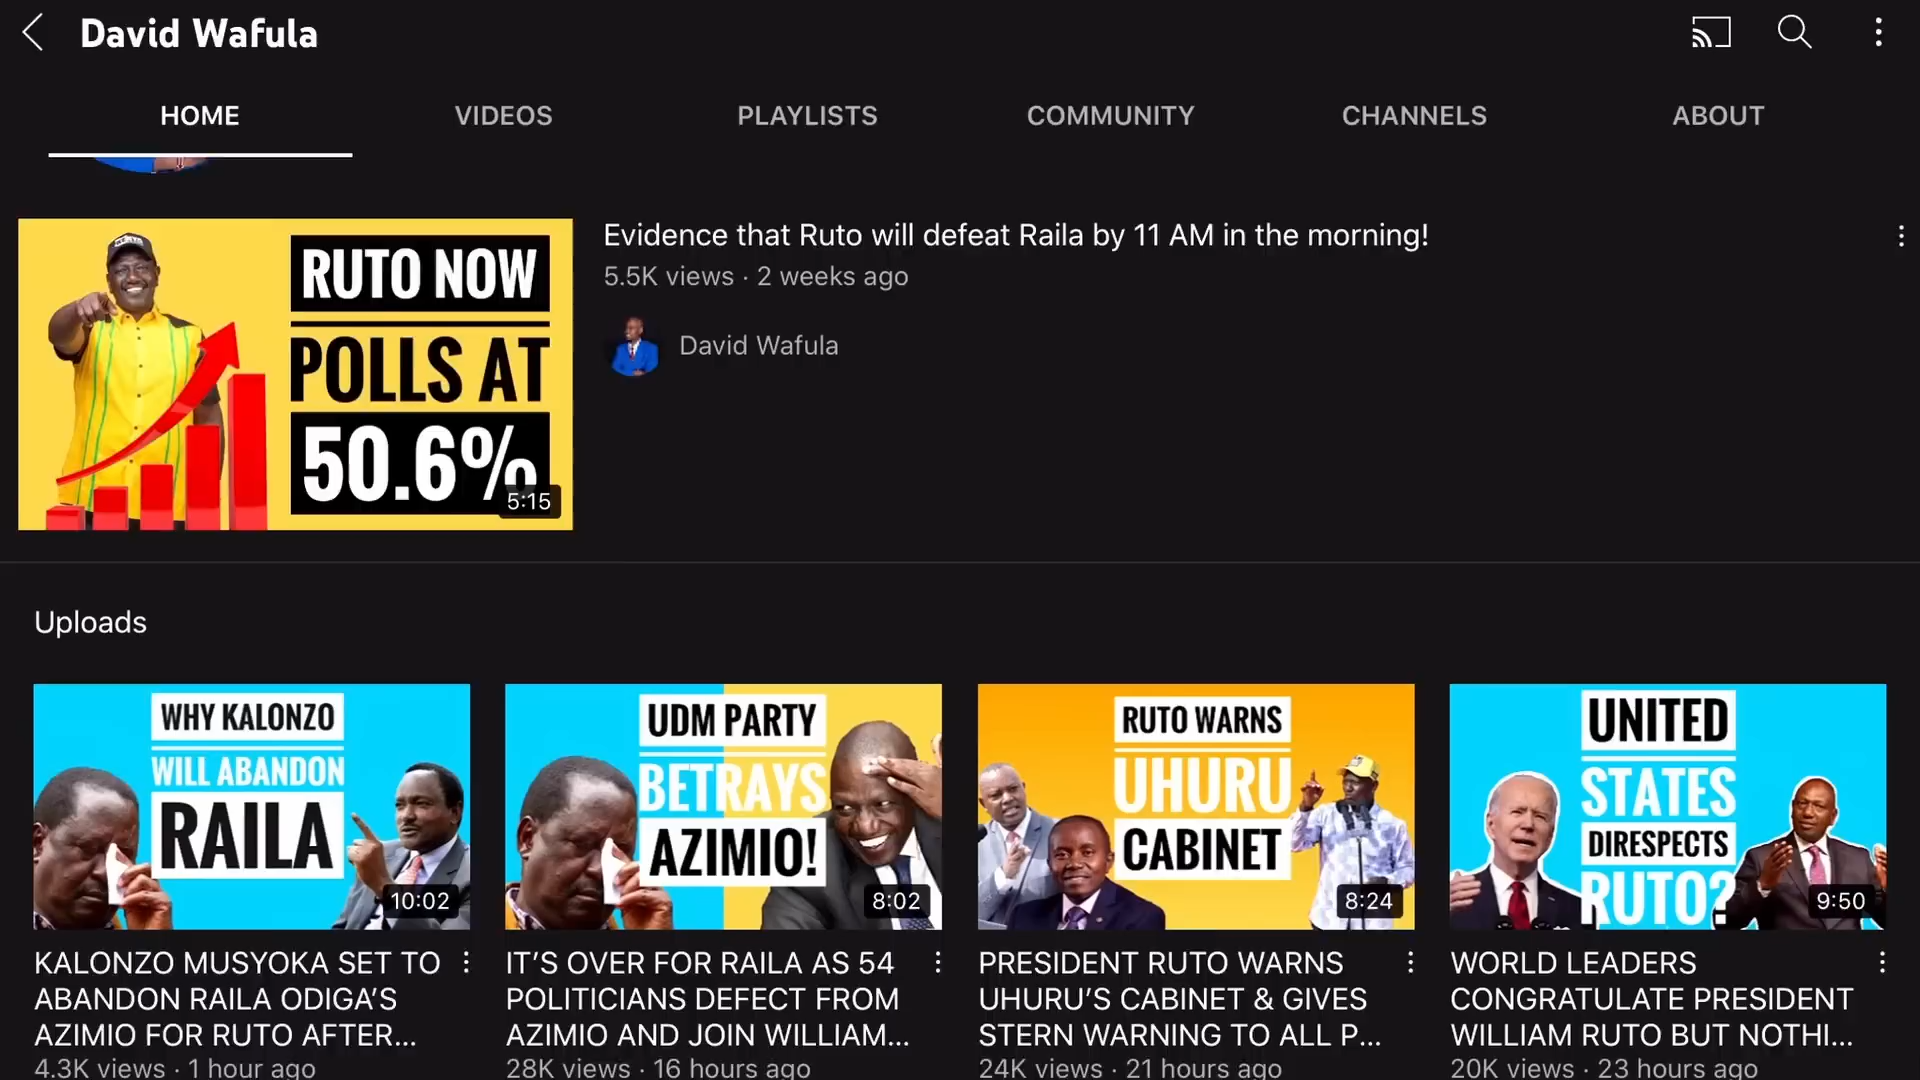 David Wafula
HOME
VIDEOS
PLAYLISTS
COMMUNITY
CHANNELS
ABOUT
RUTO NOW
POLLS AT
50.6%
5:15
Evidence that Ruto will defeat Raila by 11 AM in the morning!
5.5K views · 2 weeks ago
David Wafula
Uploads
WHY KALONZO
WILL ABANDON
RAILA
10:02
KALONZO MUSYOKA SET TO
ABANDON RAILA ODIGA'S
AZIMIO FOR RUTO AFTER...
4.3K views · 1 hour ago
UDM PARTY
BETRAYS
AZIMIO!
8:02
IT'S OVER FOR RAILA AS 54
POLITICIANS DEFECT FROM
AZIMIO AND JOIN WILLIAM...
28K views · 16 hours ago
RUTO WARNS
UHURU
CABINET
8:24
PRESIDENT RUTO WARNS
UHURU'S CABINET & GIVES
STERN WARNING TO ALL P...
24K views · 21 hours ago
UNITED
STATES
DIRESPECTS
RUTO?
9:50
WORLD LEADERS
CONGRATULATE PRESIDENT
WILLIAM RUTO BUT NOTHI...
20K views · 23 hours ago